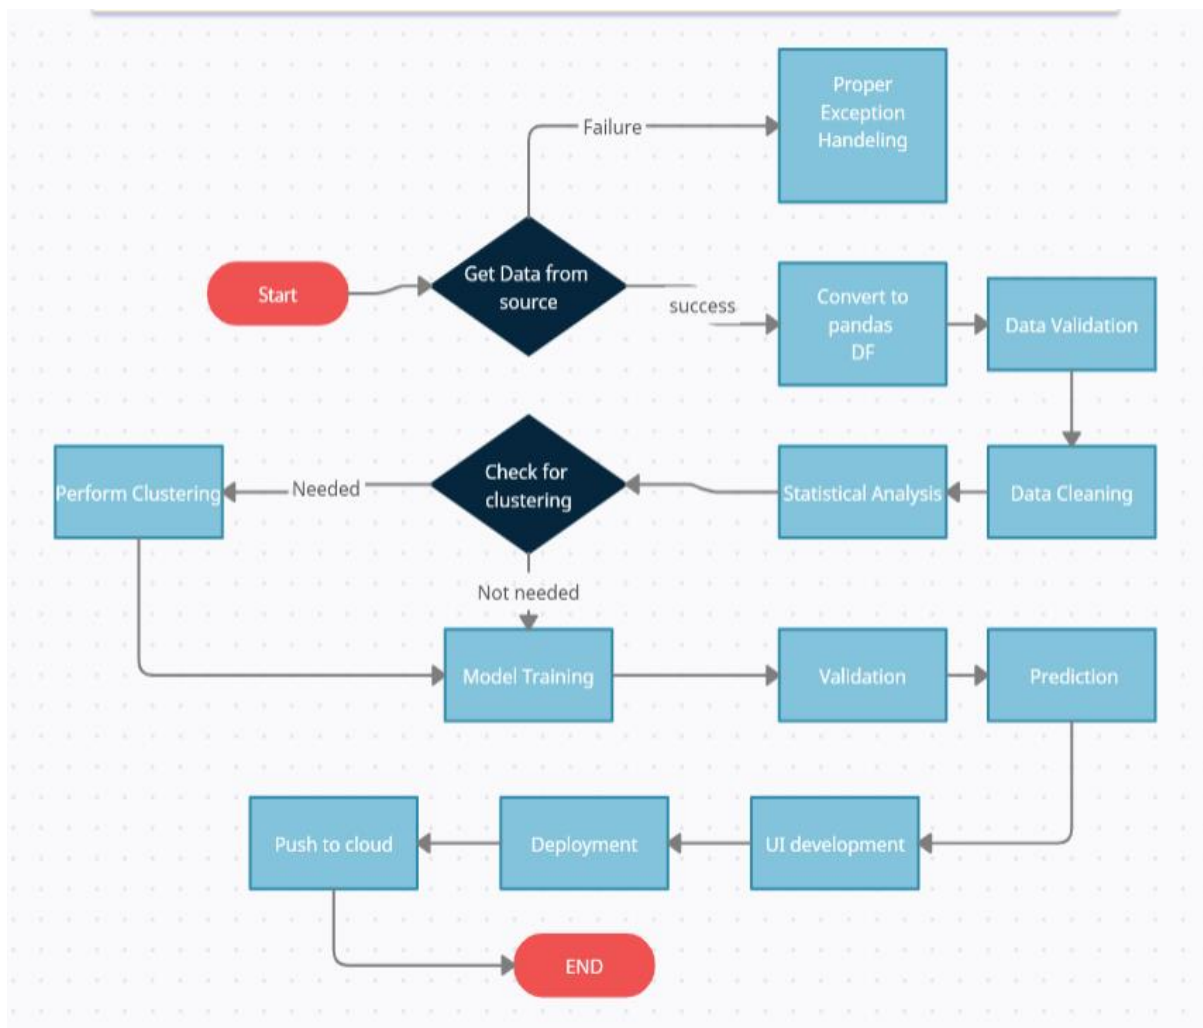 Proper
Exception
Handeling
Failure
Get Data from
source
Start
success
Convert to
pandas
DF
Data Validation
Check for
clustering
Perform Clustering
Needed
Statistical Analysis
Data Cleaning
Not needed
Model Training
Validation
Prediction
Push to cloud
Deployment
UI development
END